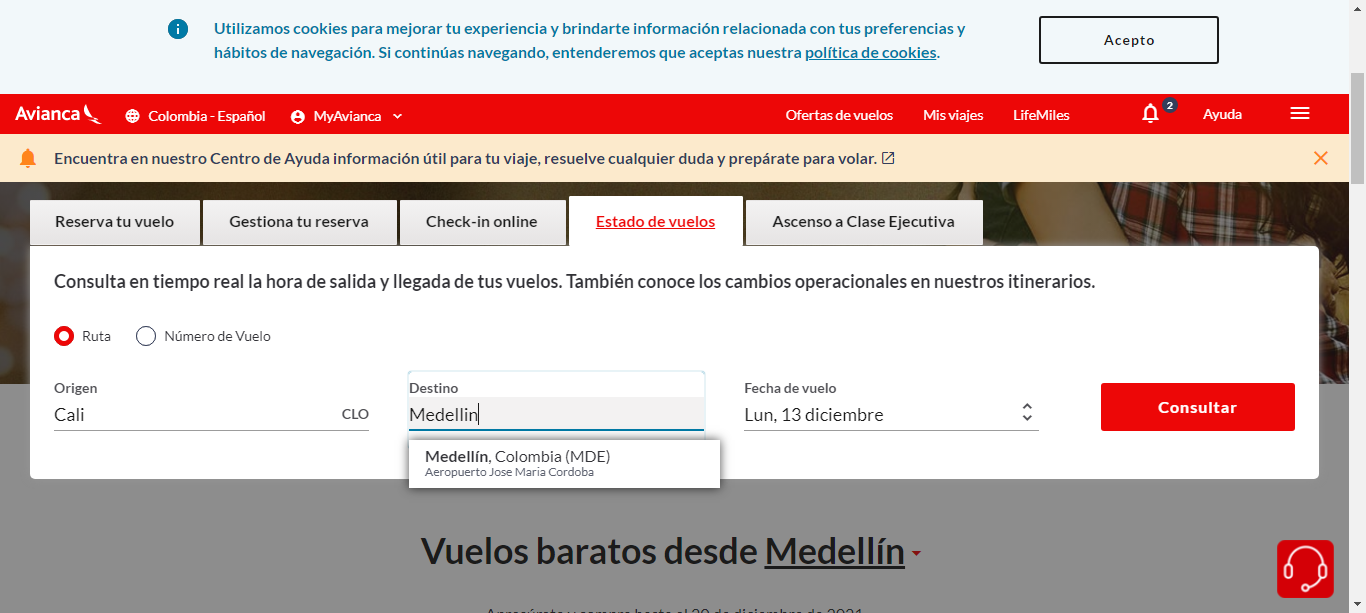 Utilizamos cookies para mejorar tu experiencia y brindarte información relacionada con tus preferencias y
hábitos de navegación. Si continúas navegando, entenderemos que aceptas nuestra política de cookies.
Acepto
Avianca
Colombia - Español
MyAvianca
Ofertas de vuelos
Mis viajes
LifeMiles
2
Ayuda
Encuentra en nuestro Centro de Ayuda información útil para tu viaje, resuelve cualquier duda y prepárate para volar.
Reserva tu vuelo
Gestiona tu reserva
Check-in online
Estado de vuelos
Ascenso a Clase Ejecutiva
Consulta en tiempo real la hora de salida y llegada de tus vuelos. También conoce los cambios operacionales en nuestros itinerarios.
Ruta
Número de Vuelo
Origen
Cali CLO
Destino
Medellin
Fecha de vuelo
Lun, 13 diciembre
Consultar
Medellín, Colombia (MDE)
Aeropuerto Jose Maria Cordoba
Vuelos baratos desde Medellín